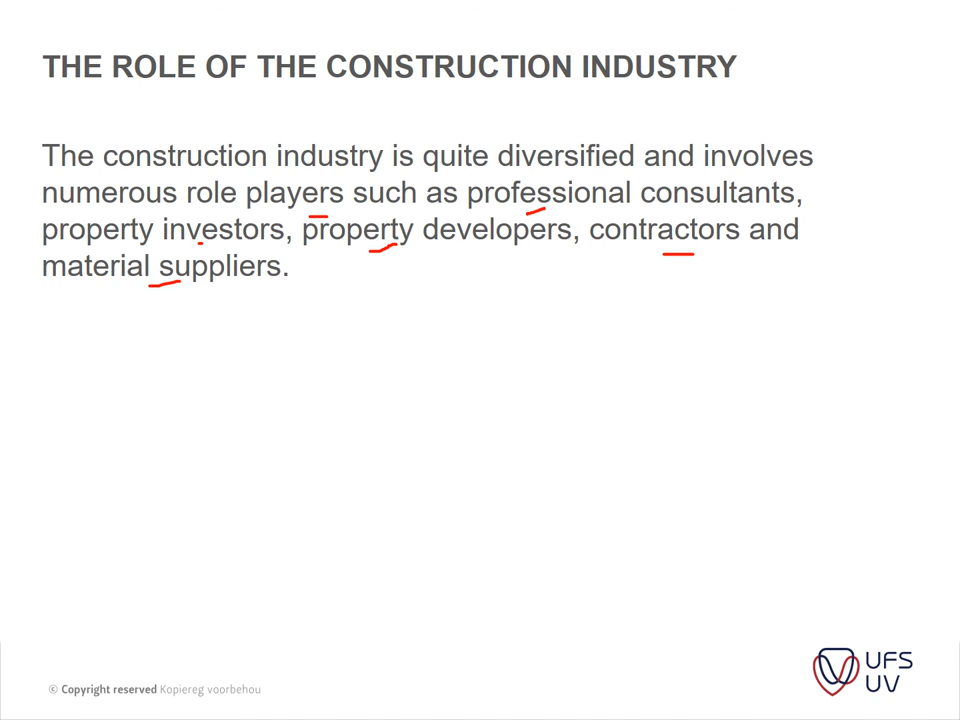 THE ROLE OF THE CONSTRUCTION INDUSTRY
The construction industry is quite diversified and involves
numerous role players such as professional consultants,
property investors, property developers, contractors and
material suppliers.
© Copyright reserved Kopiereg voorbehou
UFS
UV